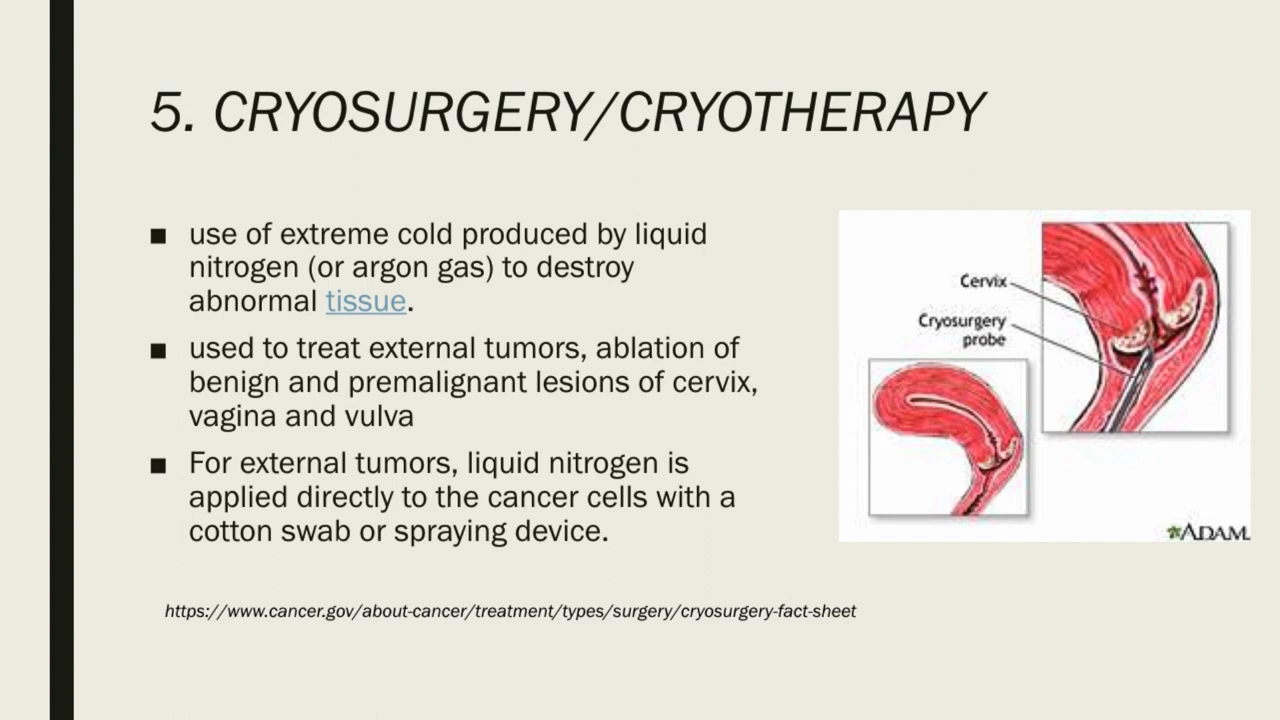 5. CRYOSURGERY/CRYOTHERAPY
■ use of extreme cold produced by liquid
nitrogen (or argon gas) to destroy
abnormal tissue.
■ used to treat external tumors, ablation of
benign and premalignant lesions of cervix,
vagina and vulva
■ For external tumors, liquid nitrogen is
applied directly to the cancer cells with a
cotton swab or spraying device.
Cervix
Cryosurgery
probe
ADAM.
https://www.cancer.gov/about-cancer/treatment/types/surgery/cryosurgery-fact-sheet